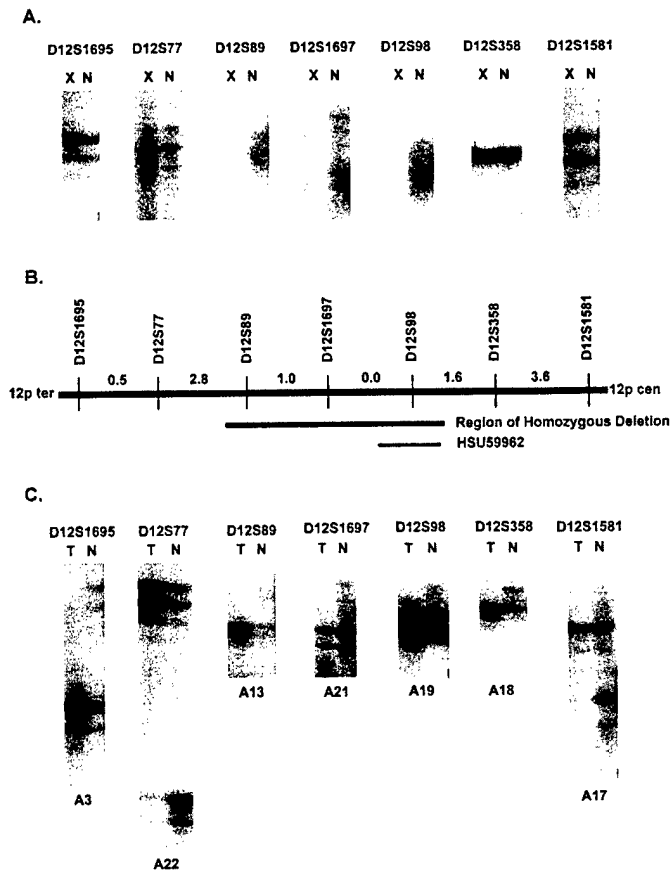 A.
D12S1695 D12S77 D12S89 D12S1697 D12S98 D12S358 D12S1581
X N X N X N X N X N X N X N
B.
D12S1695 D12S77 D12S89 D12S1697 D12S98 D12S358 D12S1581
0.5 2.8 1.0 0.0 1.6 3.6
12p ter 12p cen
Region of Homozygous Deletion
HSU59962
C.
D12S1695 D12S77 D12S89 D12S1697 D12S98 D12S358 D12S1581
T N T N T N T N T N T N T N
A13 A21 A19 A18
A3 A17
A22